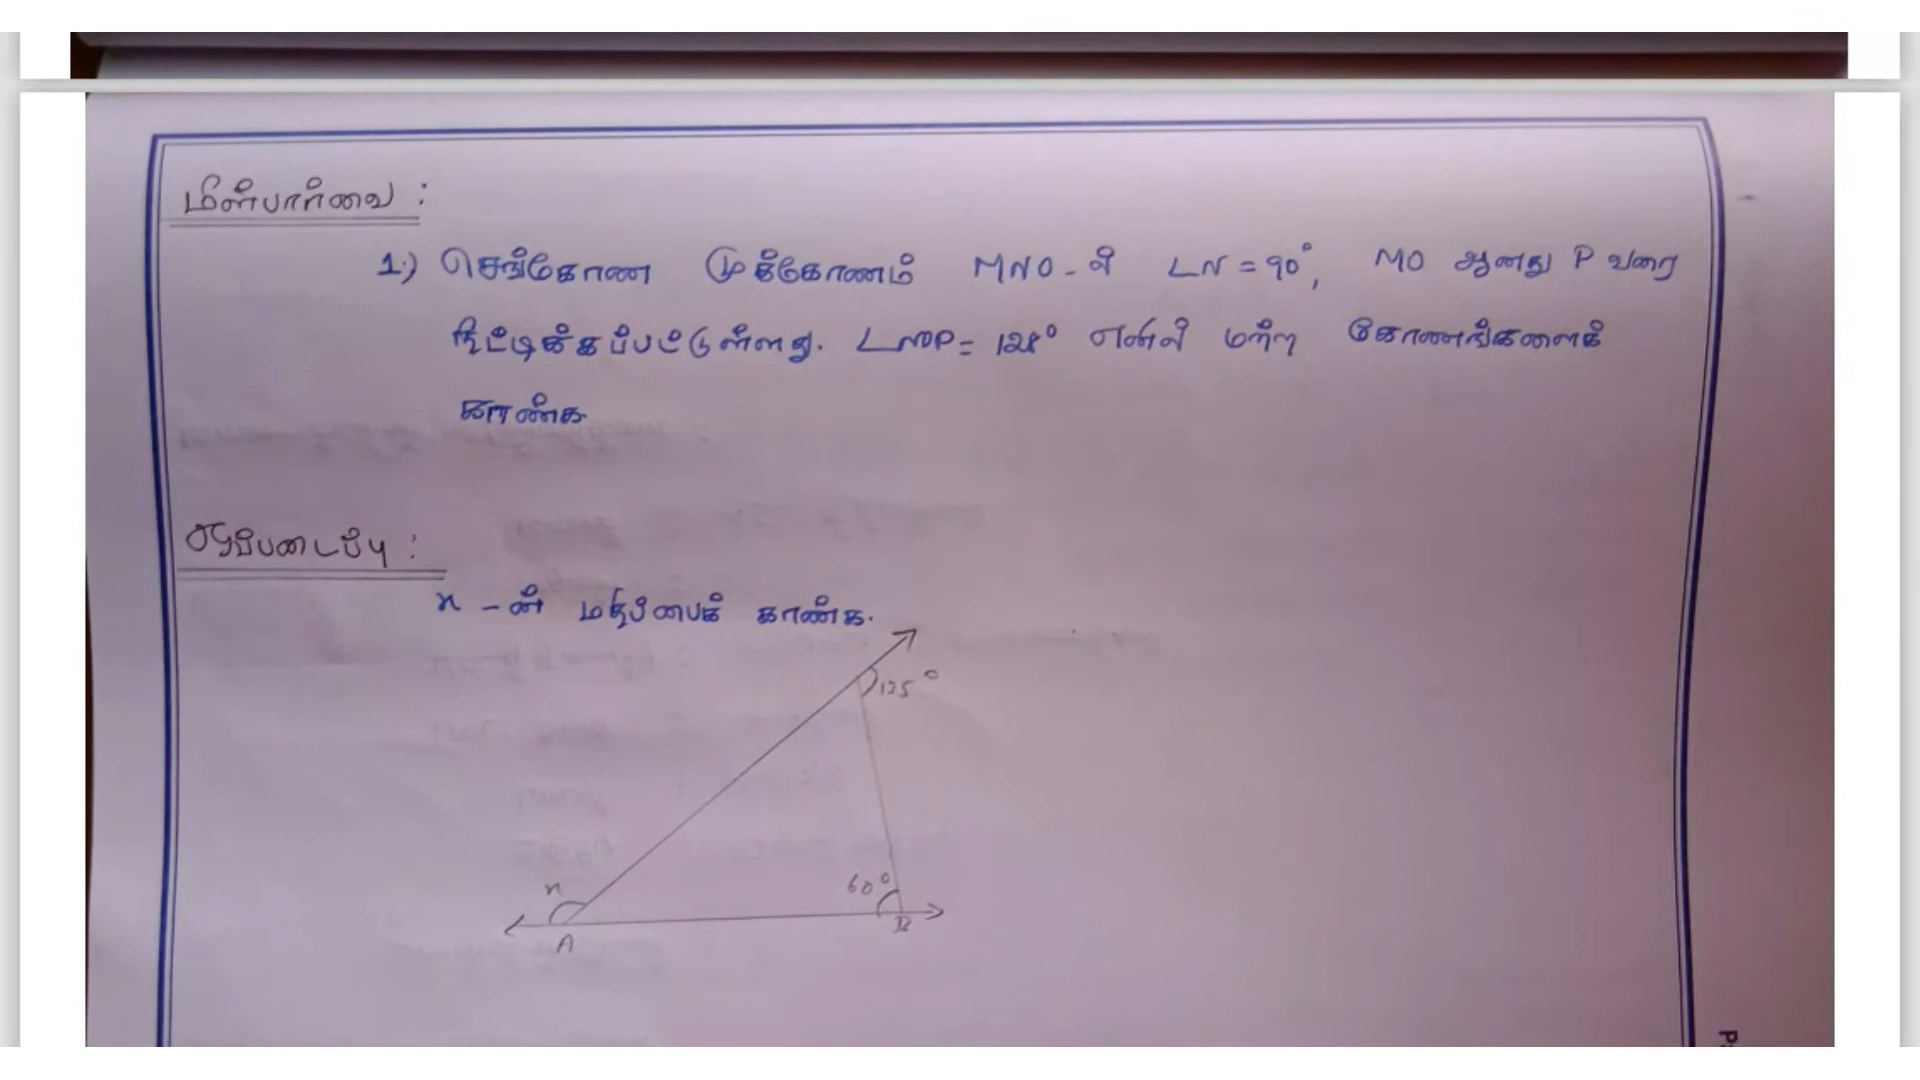 மீள்பார்வை :
1.) செங்கோண முக்கோணம் MNO-ல் ∠N = 90°, MO ஆனது P வரை
நீட்டிக்கப்பட்டுள்ளது. ∠NOP = 128° எனில் மற்ற கோணங்களைக்
காண்க.
ஒப்படைப்பு :
x -ன் மதிப்பைக் காண்க.
125°
x
60°
A
B